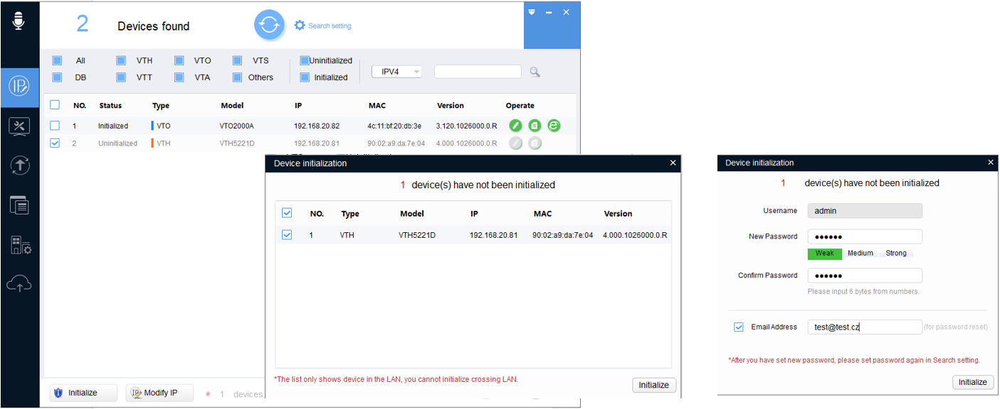 2 Devices found Search setting
All VTH VTO VTS Uninitialized
DB VTT VTA Others Initialized IPV4
NO. Status Type Model IP MAC Version Operate
1 Initialized VTO VTO2000A 192.168.20.82 4c:11:bf:20:db:3e 3.120.1026000.0.R
2 Uninitialized VTH VTH5221D 192.168.20.81 90:02:a9:da:7e:04 4.000.1026000.0.R
Initialize Modify IP * 1 devices
Device initialization
1 device(s) have not been initialized
NO. Type Model IP MAC Version
1 VTH VTH5221D 192.168.20.81 90:02:a9:da:7e:04 4.000.1026000.0.R
*The list only shows device in the LAN, you cannot initialize crossing LAN.
Initialize
Device initialization
1 device(s) have not been initialized
Username admin
New Password ●●●●●●
Weak Medium Strong
Confirm Password ●●●●●●
Please input 6 bytes from numbers.
Email Address test@test.cz (for password reset)
*After you have set new password, please set password again in Search setting.
Initialize